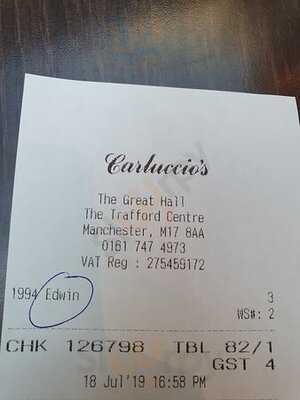 Carluccio's
The Great Hall
The Trafford Centre
Manchester, M17 8AA
0161 747 4973
VAT Reg : 275459172
1994 Edwin 3
WS#: 2
CHK 126798 TBL 82/1
GST 4
18 Jul'19 16:58 PM